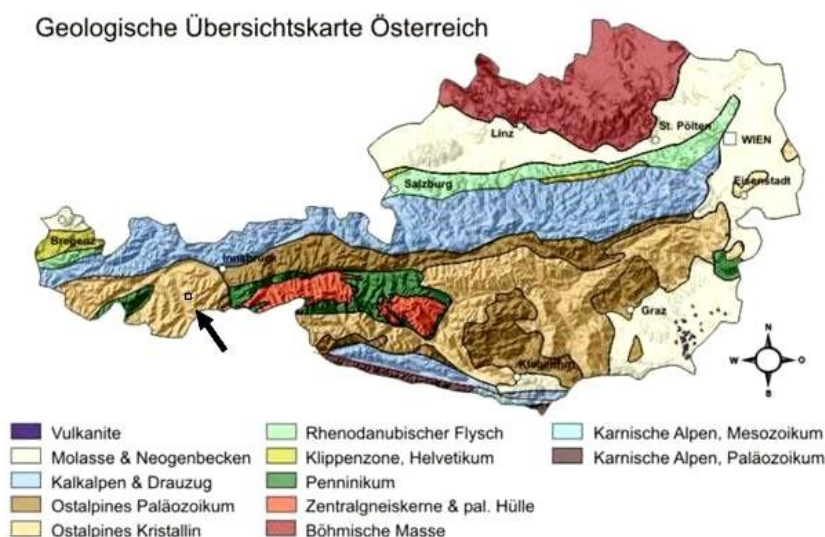 Geologische Übersichtskarte Österreich
Linz
St. Pölten
WIEN
Salzburg
Eisenstadt
Bregenz
Innsbruck
Graz
Klagenfurt
N
W
O
S
Vulkanite
Molasse & Neogenbecken
Kalkalpen & Drauzug
Ostalpines Paläozoikum
Ostalpines Kristallin
Rhenodanubischer Flysch
Klippenzone, Helvetikum
Penninikum
Zentralgneiskerne & pal. Hülle
Böhmische Masse
Karnische Alpen, Mesozoikum
Karnische Alpen, Paläozoikum